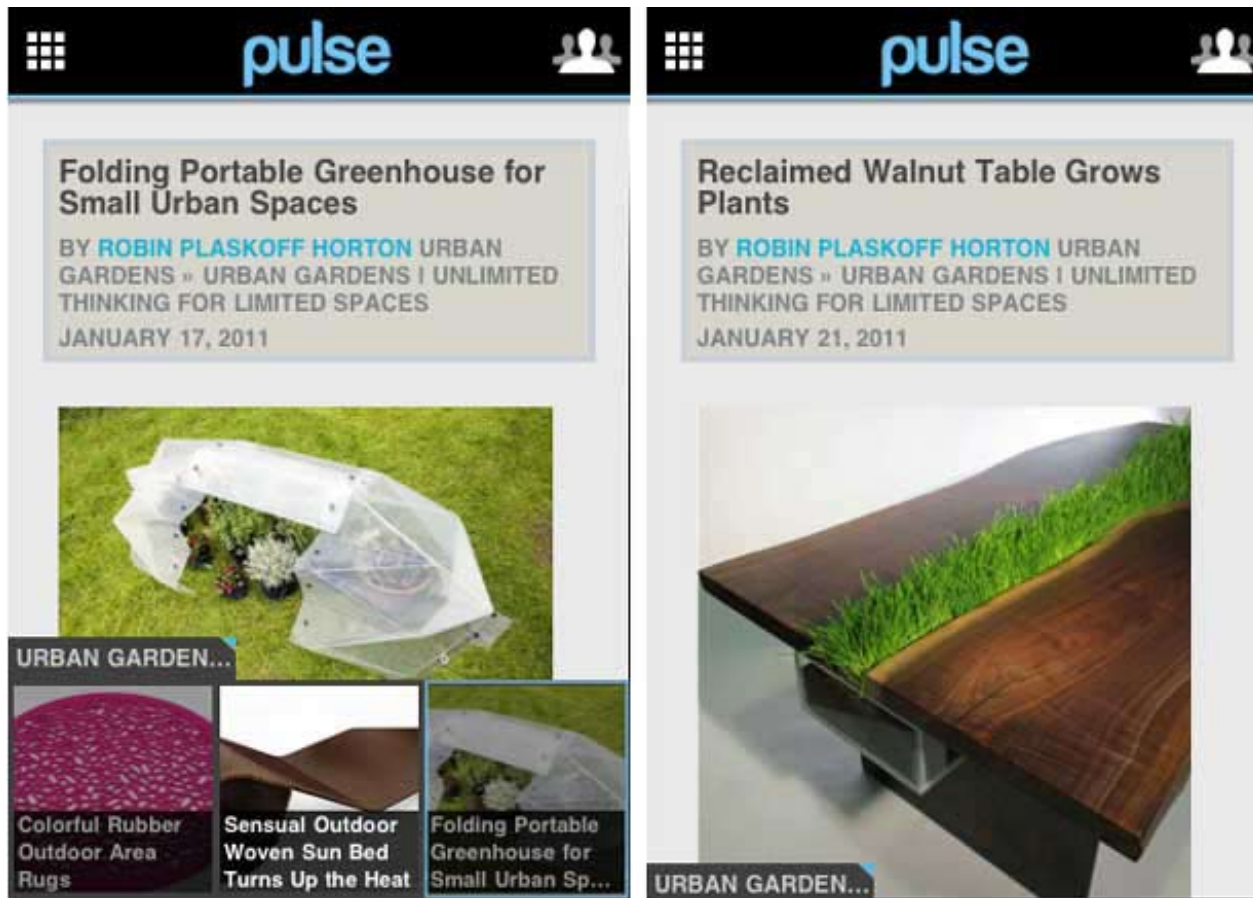 pulse
Folding Portable Greenhouse for
Small Urban Spaces
BY ROBIN PLASKOFF HORTON URBAN
GARDENS » URBAN GARDENS | UNLIMITED
THINKING FOR LIMITED SPACES
JANUARY 17, 2011
URBAN GARDEN...
Colorful Rubber
Outdoor Area
Rugs
Sensual Outdoor
Woven Sun Bed
Turns Up the Heat
Folding Portable
Greenhouse for
Small Urban Sp...
pulse
Reclaimed Walnut Table Grows
Plants
BY ROBIN PLASKOFF HORTON URBAN
GARDENS » URBAN GARDENS | UNLIMITED
THINKING FOR LIMITED SPACES
JANUARY 21, 2011
URBAN GARDEN...